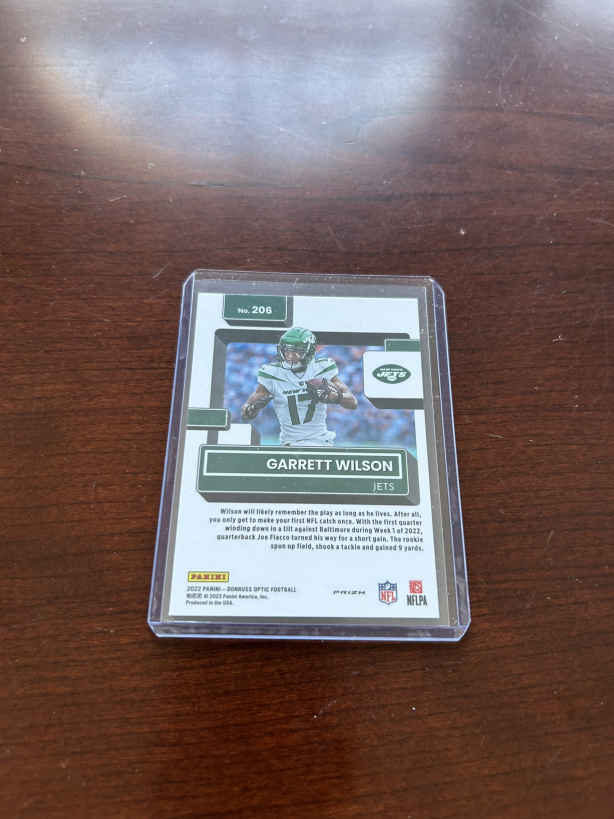 No. 206
JETS
17
GARRETT WILSON
JETS
Wilson will likely remember the play as long as he lives. After all,
you only get to make your first NFL catch once. With the first quarter
winding down in a tilt against Baltimore during Week 1 of 2022,
quarterback Joe Flacco turned his way for a short gain. The rookie
spun up field, shook a tackle and gained 9 yards.
PANINI
2022 PANINI – DONRUSS OPTIC FOOTBALL
© 2023 Panini America, Inc.
Produced in the USA.
PRIZM
NFL
NFLPA